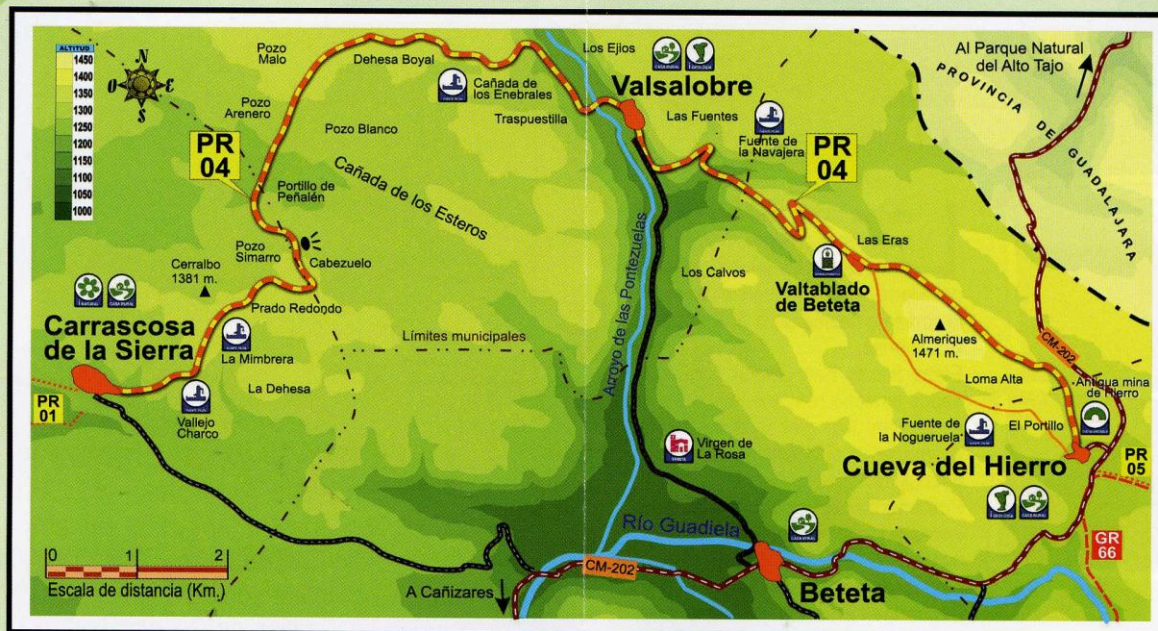 ALTITUD
1450
1400
1350
1300
1250
1200
1150
1100
1050
1000
N
O
E
S
Pozo
Malo
Dehesa Boyal
Cañada de
los Enebrales
Los Ejios
Traspuestilla
Valsalobre
Las Fuentes
Fuente de
la Navajera
PR
04
Al Parque Natural
del Alto Tajo
PROVINCIA DE GUADALAJARA
Pozo
Arenero
Pozo Blanco
PR
04
Portillo de
Peñalén
Cañada de los Esteros
Pozo
Simarro
Cabezuelo
Cerralbo
1381 m.
Prado Redondo
Carrascosa
de la Sierra
La Mimbrera
La Dehesa
Límites municipales
Vallejo
Charco
PR
01
Arroyo de las Pontezuelas
Los Calvos
Las Eras
Valtablado
de Beteta
Almeriques
1471 m.
CM-202
Loma Alta
Antigua mina
de Hierro
Fuente de
la Nogueruela
El Portillo
Virgen de
La Rosa
Cueva del Hierro
PR
05
GR
66
Río Guadiela
CM-202
Beteta
A Cañizares
0 1 2
Escala de distancia (Km.)